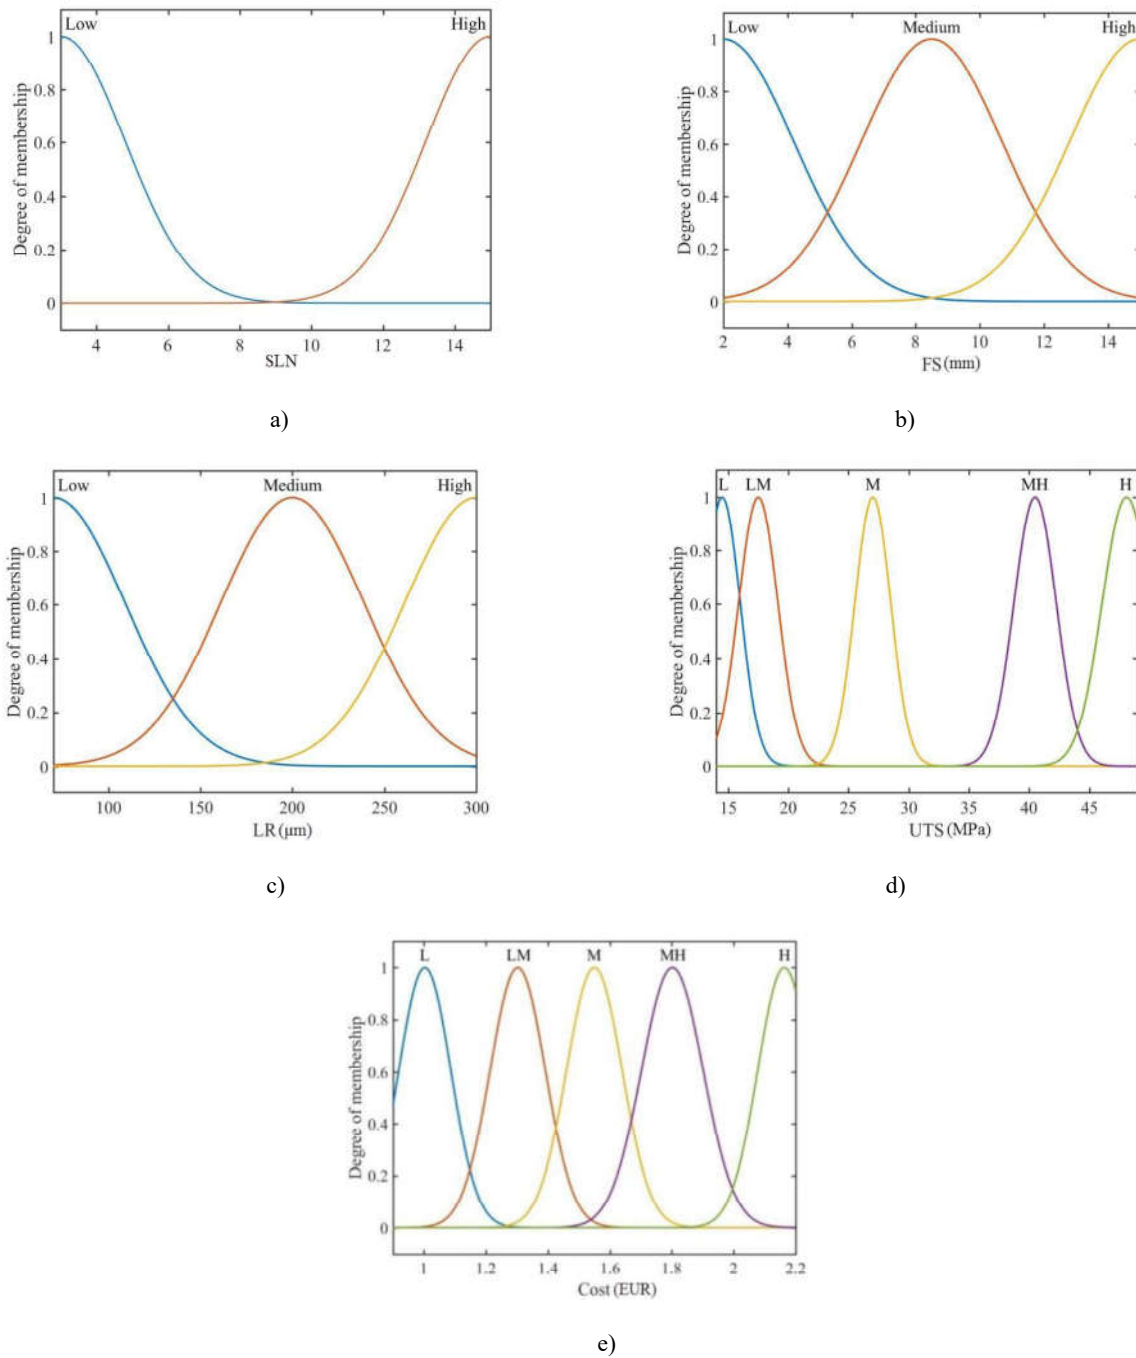 Low High
1
0.8
0.6
0.4
0.2
0
Degree of membership
4 6 8 10 12 14
SLN
a)
Low Medium High
1
0.8
0.6
0.4
0.2
0
Degree of membership
2 4 6 8 10 12 14
FS (mm)
b)
Low Medium High
1
0.8
0.6
0.4
0.2
0
Degree of membership
100 150 200 250 300
LR (μm)
c)
L LM M MH H
1
0.8
0.6
0.4
0.2
0
Degree of membership
15 20 25 30 35 40 45
UTS (MPa)
d)
L LM M MH H
1
0.8
0.6
0.4
0.2
0
Degree of membership
1 1.2 1.4 1.6 1.8 2 2.2
Cost (EUR)
e)